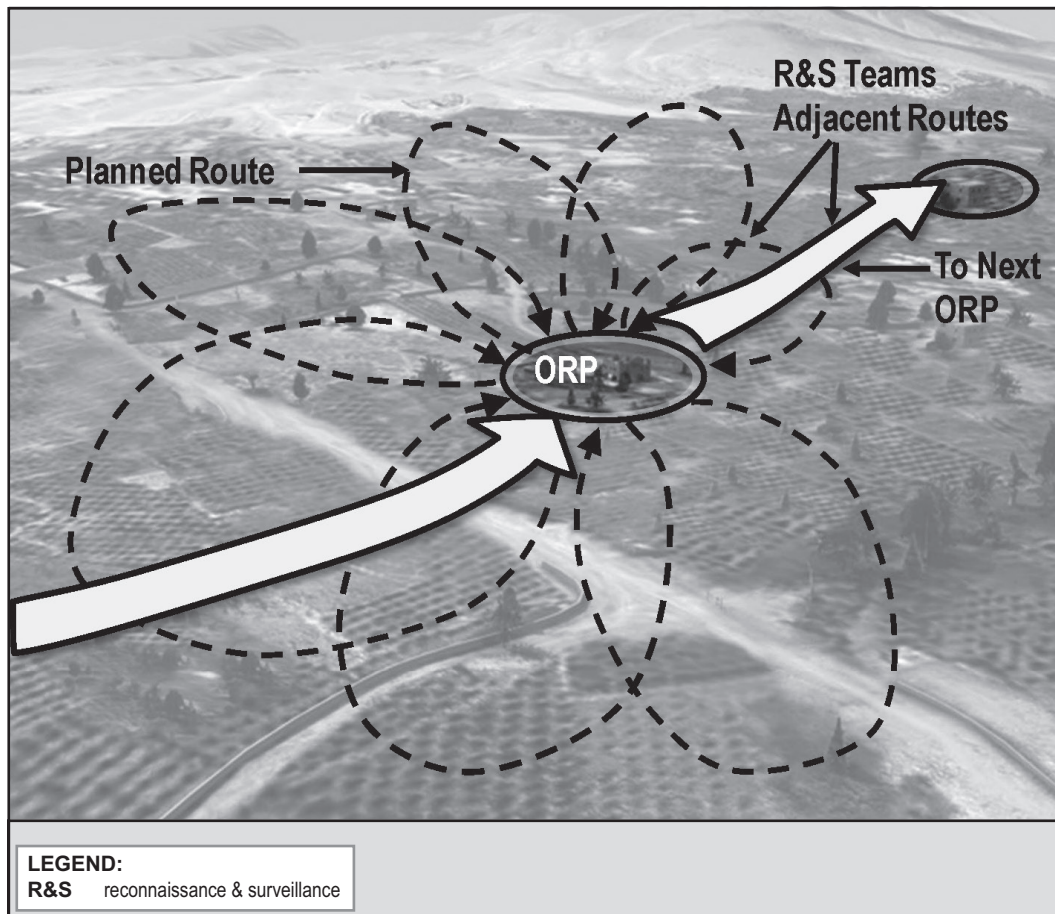 R&S Teams
Adjacent Routes
Planned Route
To Next
ORP
ORP
LEGEND:
R&S reconnaissance & surveillance